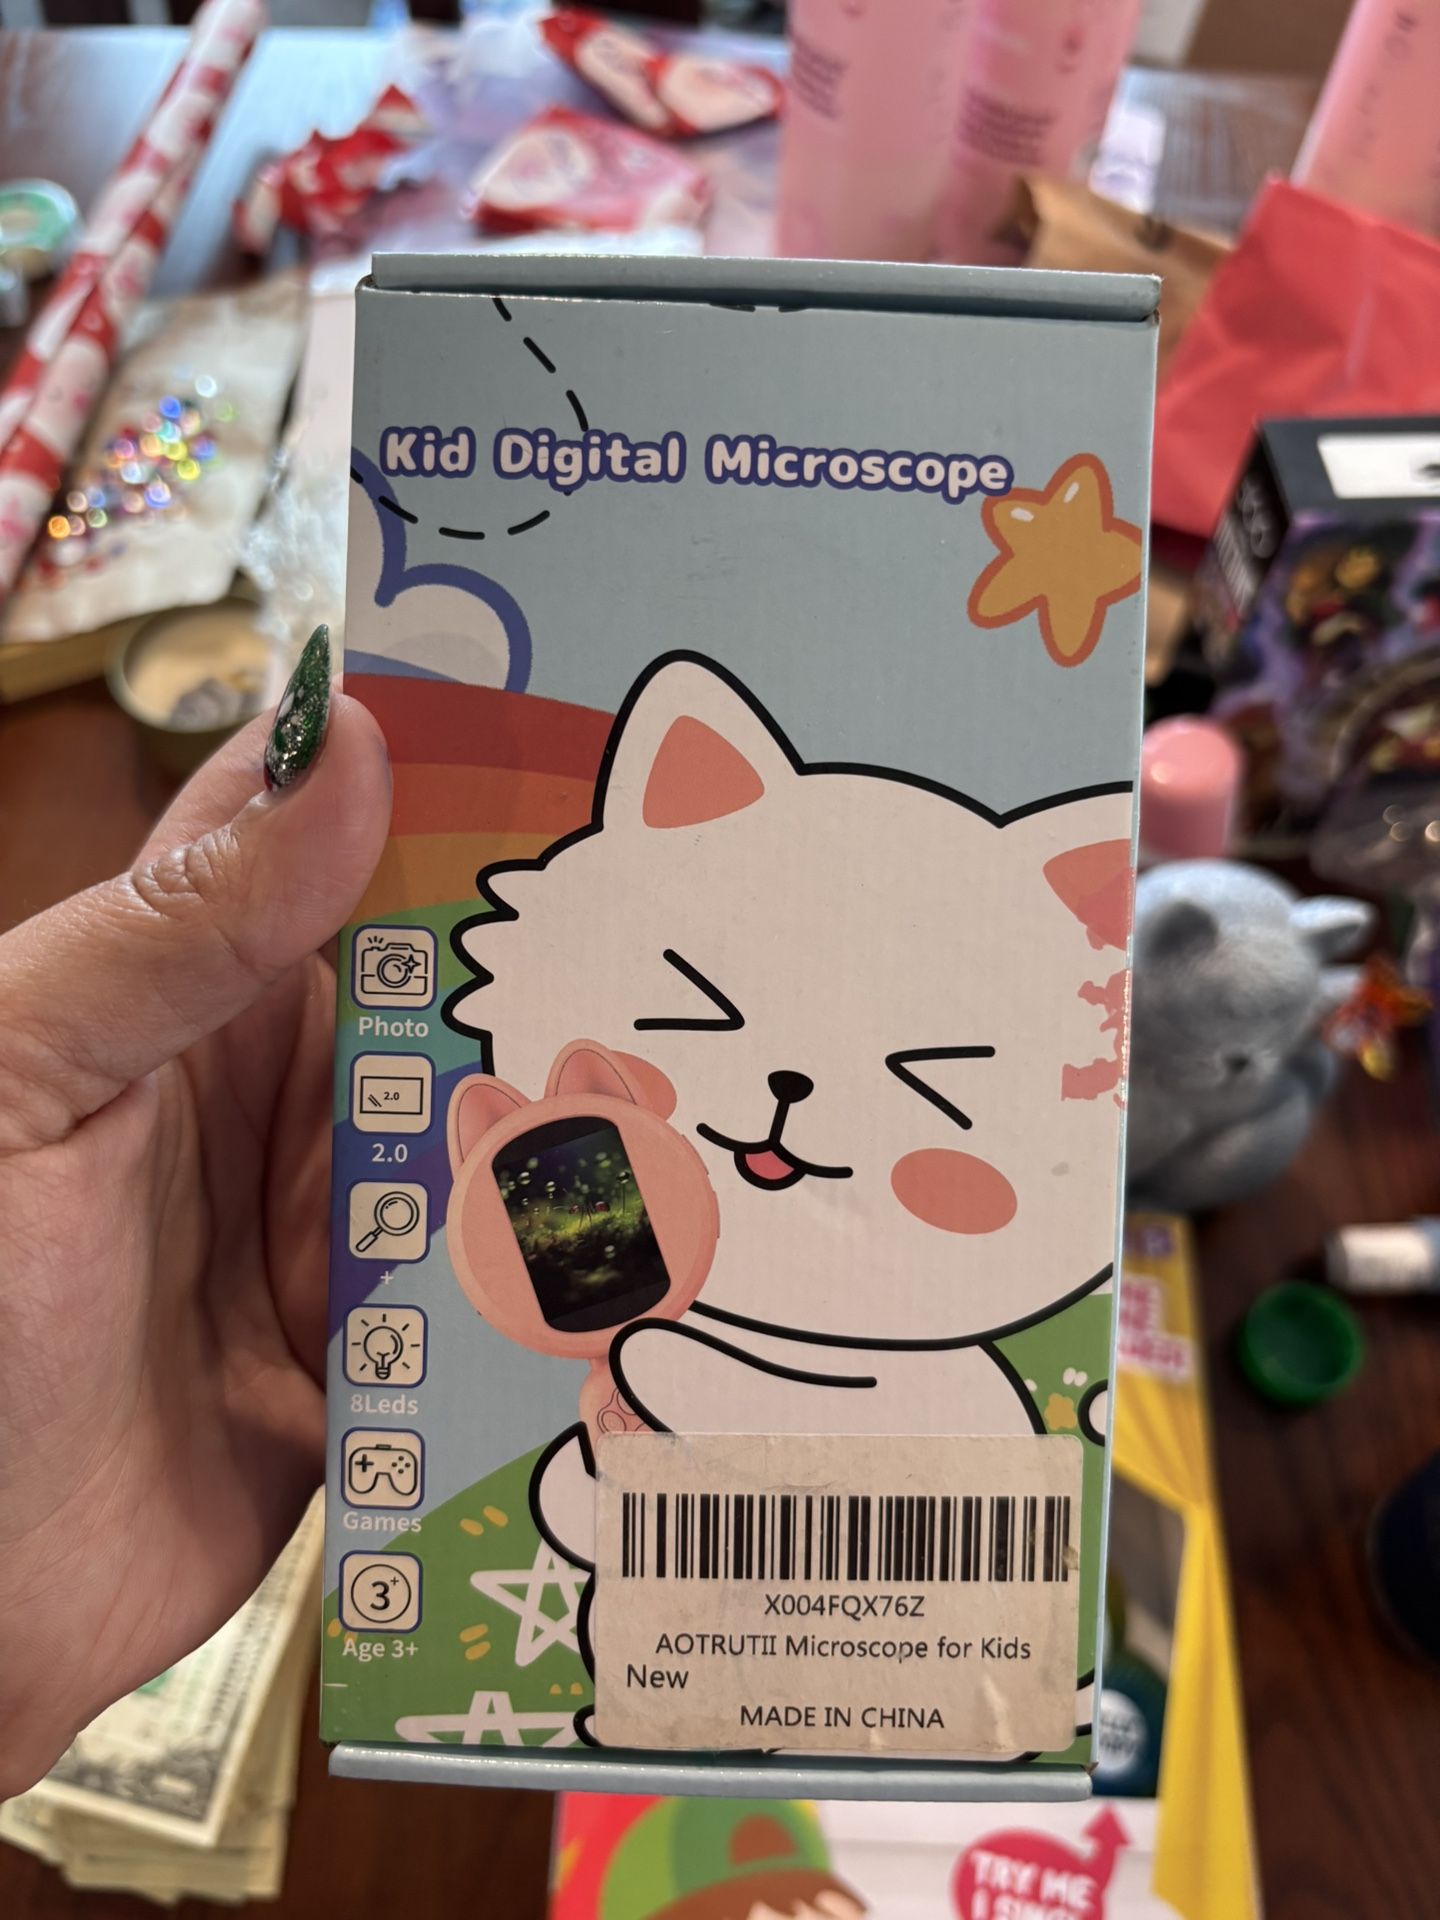 Kid Digital Microscope
Photo
2.0
2.0
+
8Leds
Games
3+
Age 3+
X004FQX76Z
AOTRUTII Microscope for Kids
New
MADE IN CHINA
TRY ME